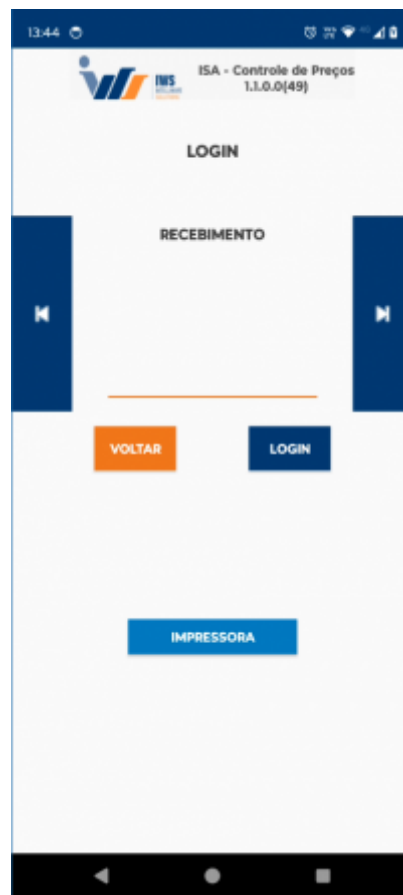 13:44
IWS
ISA - Controle de Preços
1.1.0.0(49)
LOGIN
RECEBIMENTO
VOLTAR
LOGIN
IMPRESSORA